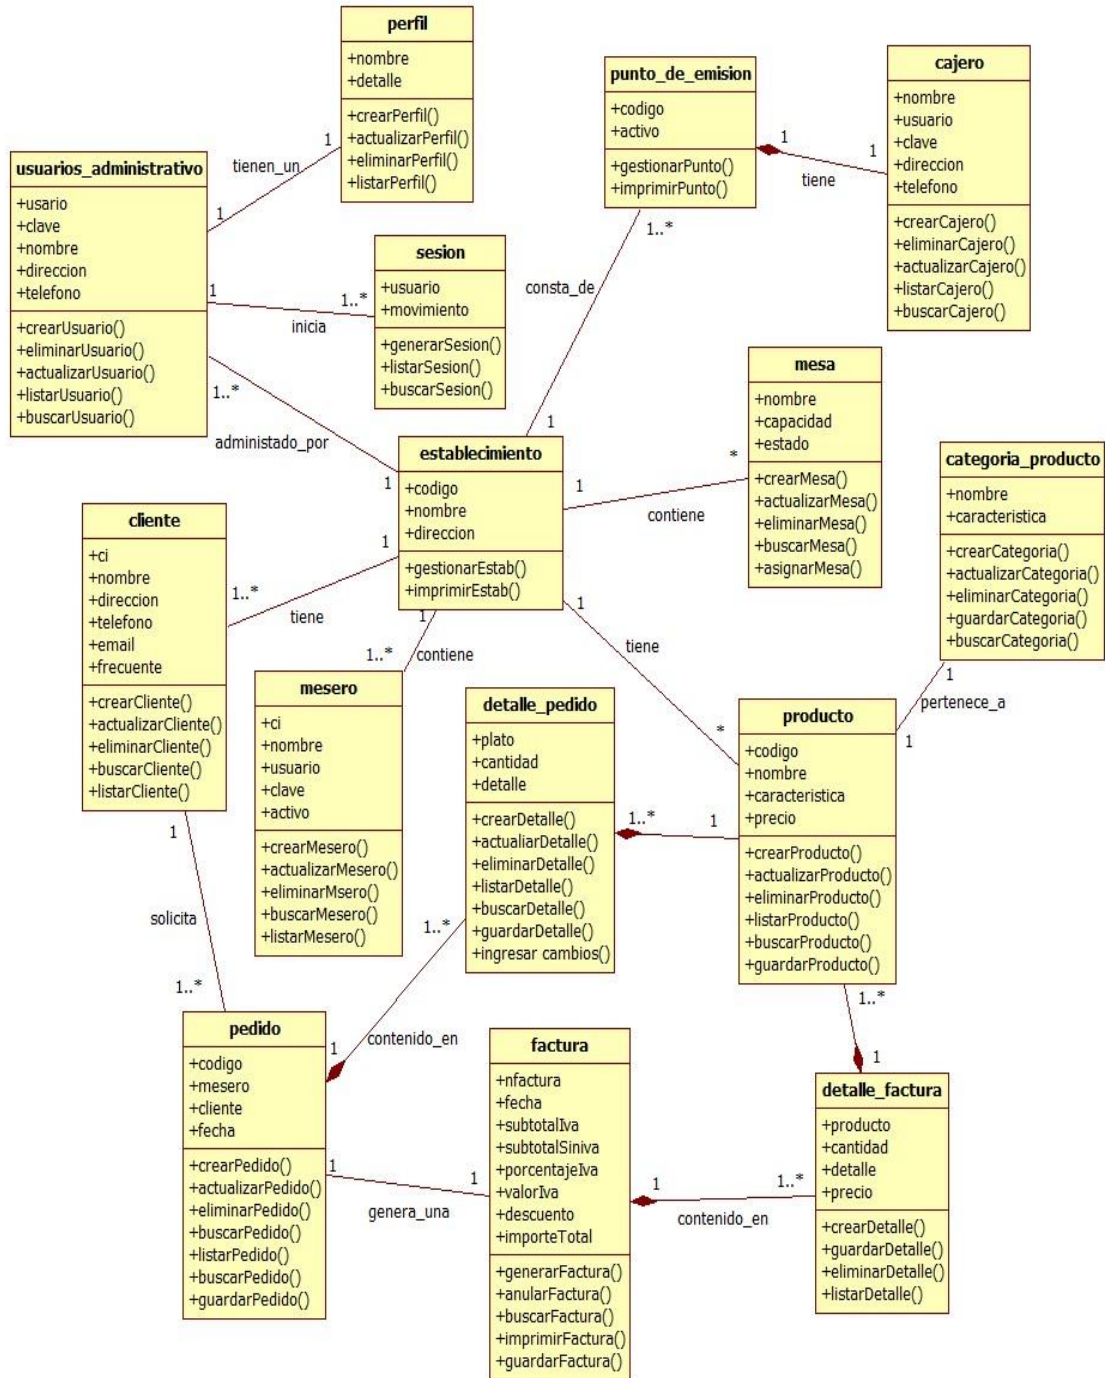 perfil
+nombre
+detalle
+crearPerfil()
+actualizarPerfil()
+eliminarPerfil()
+listarPerfil()
punto_de_emision
+codigo
+activo
+gestionarPunto()
+imprimirPunto()
cajero
+nombre
+usuario
+clave
+direccion
+telefono
+crearCajero()
+eliminarCajero()
+actualizarCajero()
+listarCajero()
+buscarCajero()
1
1
tiene
usuarios_administrativo
+usario
+clave
+nombre
+direccion
+telefono
+crearUsuario()
+eliminarUsuario()
+actualizarUsuario()
+listarUsuario()
+buscarUsuario()
1
tienen_un
1
sesion
+usuario
+movimiento
+generarSesion()
+listarSesion()
+buscarSesion()
1
1..*
inicia
1..*
consta_de
1
1..*
administado_por
1
establecimiento
+codigo
+nombre
+direccion
+gestionarEstab()
+imprimirEstab()
mesa
+nombre
+capacidad
+estado
+crearMesa()
+actualizarMesa()
+eliminarMesa()
+buscarMesa()
+asignarMesa()
1
*
contiene
categoria_producto
+nombre
+caracteristica
+crearCategoria()
+actualizarCategoria()
+eliminarCategoria()
+guardarCategoria()
+buscarCategoria()
cliente
+ci
+nombre
+direccion
+telefono
+email
+frecuente
+crearCliente()
+actualizarCliente()
+eliminarCliente()
+buscarCliente()
+listarCliente()
1
1..*
tiene
1
1..*
contiene
1
tiene
*
1
pertenece_a
1
mesero
+ci
+nombre
+usuario
+clave
+activo
+crearMesero()
+actualizarMesero()
+eliminarMsero()
+buscarMesero()
+listarMesero()
detalle_pedido
+plato
+cantidad
+detalle
+crearDetalle()
+actualiarDetalle()
+eliminarDetalle()
+listarDetalle()
+buscarDetalle()
+guardarDetalle()
+ingresar cambios()
1..*
1
producto
+codigo
+nombre
+caracteristica
+precio
+crearProducto()
+actualizarProducto()
+eliminarProducto()
+listarProducto()
+buscarProducto()
+guardarProducto()
1
solicita
1..*
1..*
contenido_en
1
1..*
1
pedido
+codigo
+mesero
+cliente
+fecha
+crearPedido()
+actualizarPedido()
+eliminarPedido()
+buscarPedido()
+listarPedido()
+buscarPedido()
+guardarPedido()
1
1
genera_una
factura
+nfactura
+fecha
+subtotalIva
+subtotalSiniva
+porcentajeIva
+valorIva
+descuento
+importeTotal
+generarFactura()
+anularFactura()
+buscarFactura()
+imprimirFactura()
+guardarFactura()
1
1..*
contenido_en
detalle_factura
+producto
+cantidad
+detalle
+precio
+crearDetalle()
+guardarDetalle()
+eliminarDetalle()
+listarDetalle()